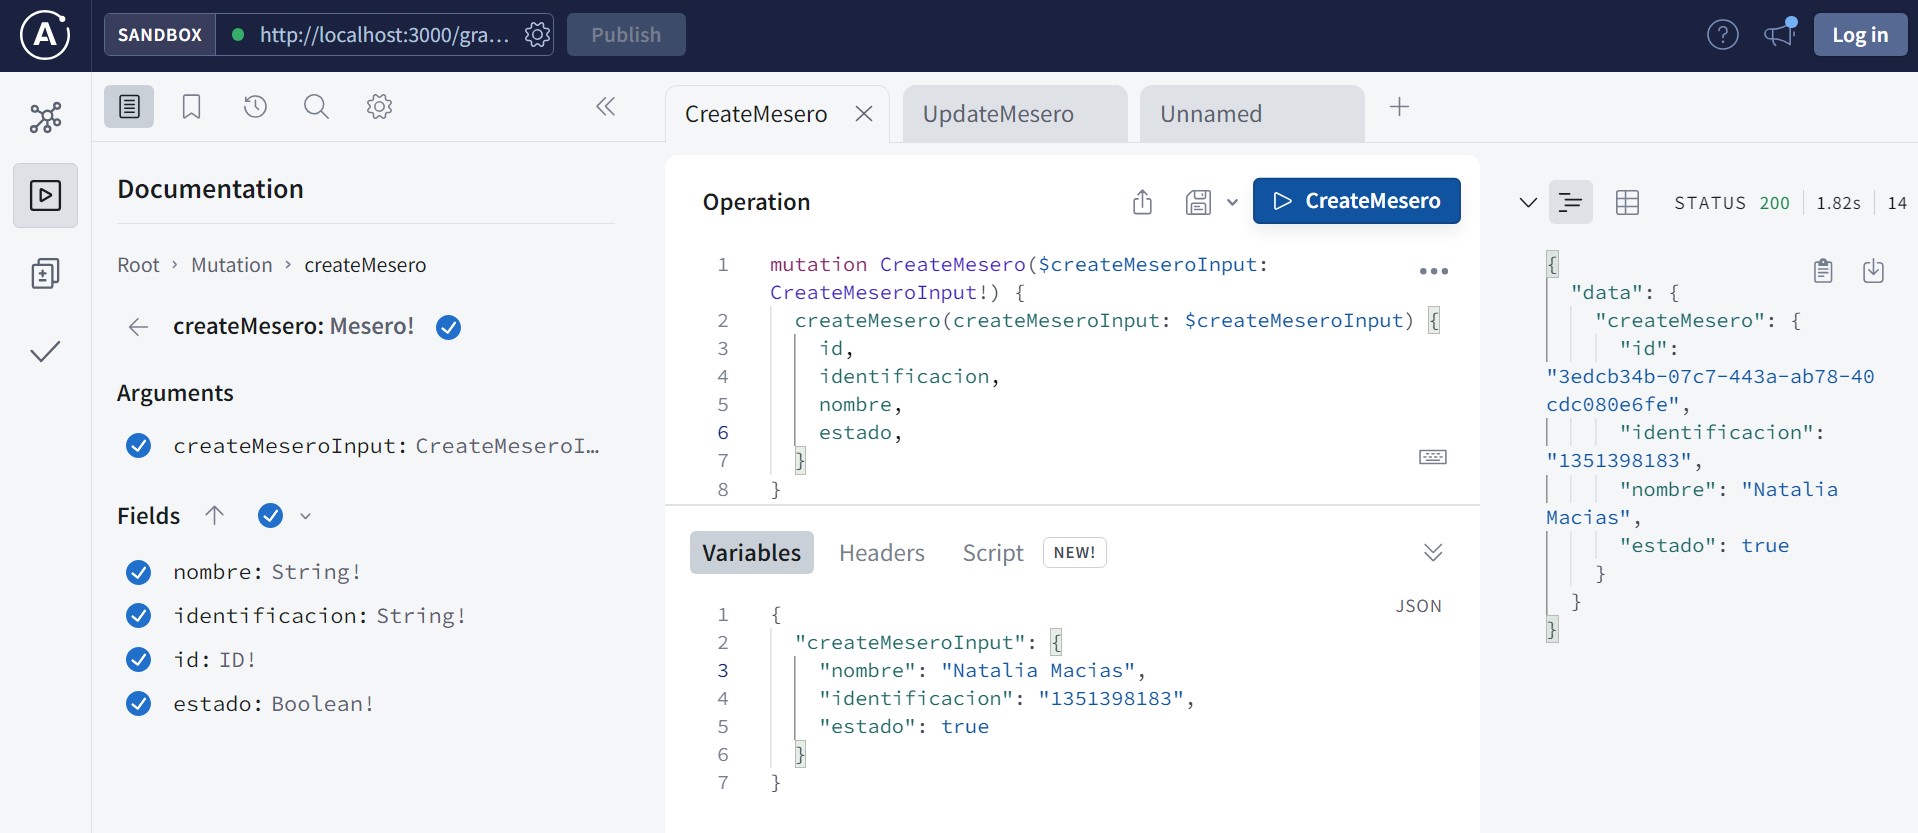 A
SANDBOX
http://localhost:3000/gra...
Publish
?
Log in
CreateMesero
UpdateMesero
Unnamed
Documentation
Root › Mutation › createMesero
createMesero: Mesero!
Arguments
createMeseroInput: CreateMeseroI…
Fields
nombre: String!
identificacion: String!
id: ID!
estado: Boolean!
Operation
CreateMesero
1 mutation CreateMesero($createMeseroInput:
CreateMeseroInput!) {
2 createMesero(createMeseroInput: $createMeseroInput) {
3 id,
4 identificacion,
5 nombre,
6 estado,
7 }
8 }
Variables
Headers
Script
NEW!
JSON
1 {
2 "createMeseroInput": {
3 "nombre": "Natalia Macias",
4 "identificacion": "1351398183",
5 "estado": true
6 }
7 }
STATUS 200
1.82s
14
{
"data": {
"createMesero": {
"id":
"3edcb34b-07c7-443a-ab78-40
cdc080e6fe",
"identificacion":
"1351398183",
"nombre": "Natalia
Macias",
"estado": true
}
}
}